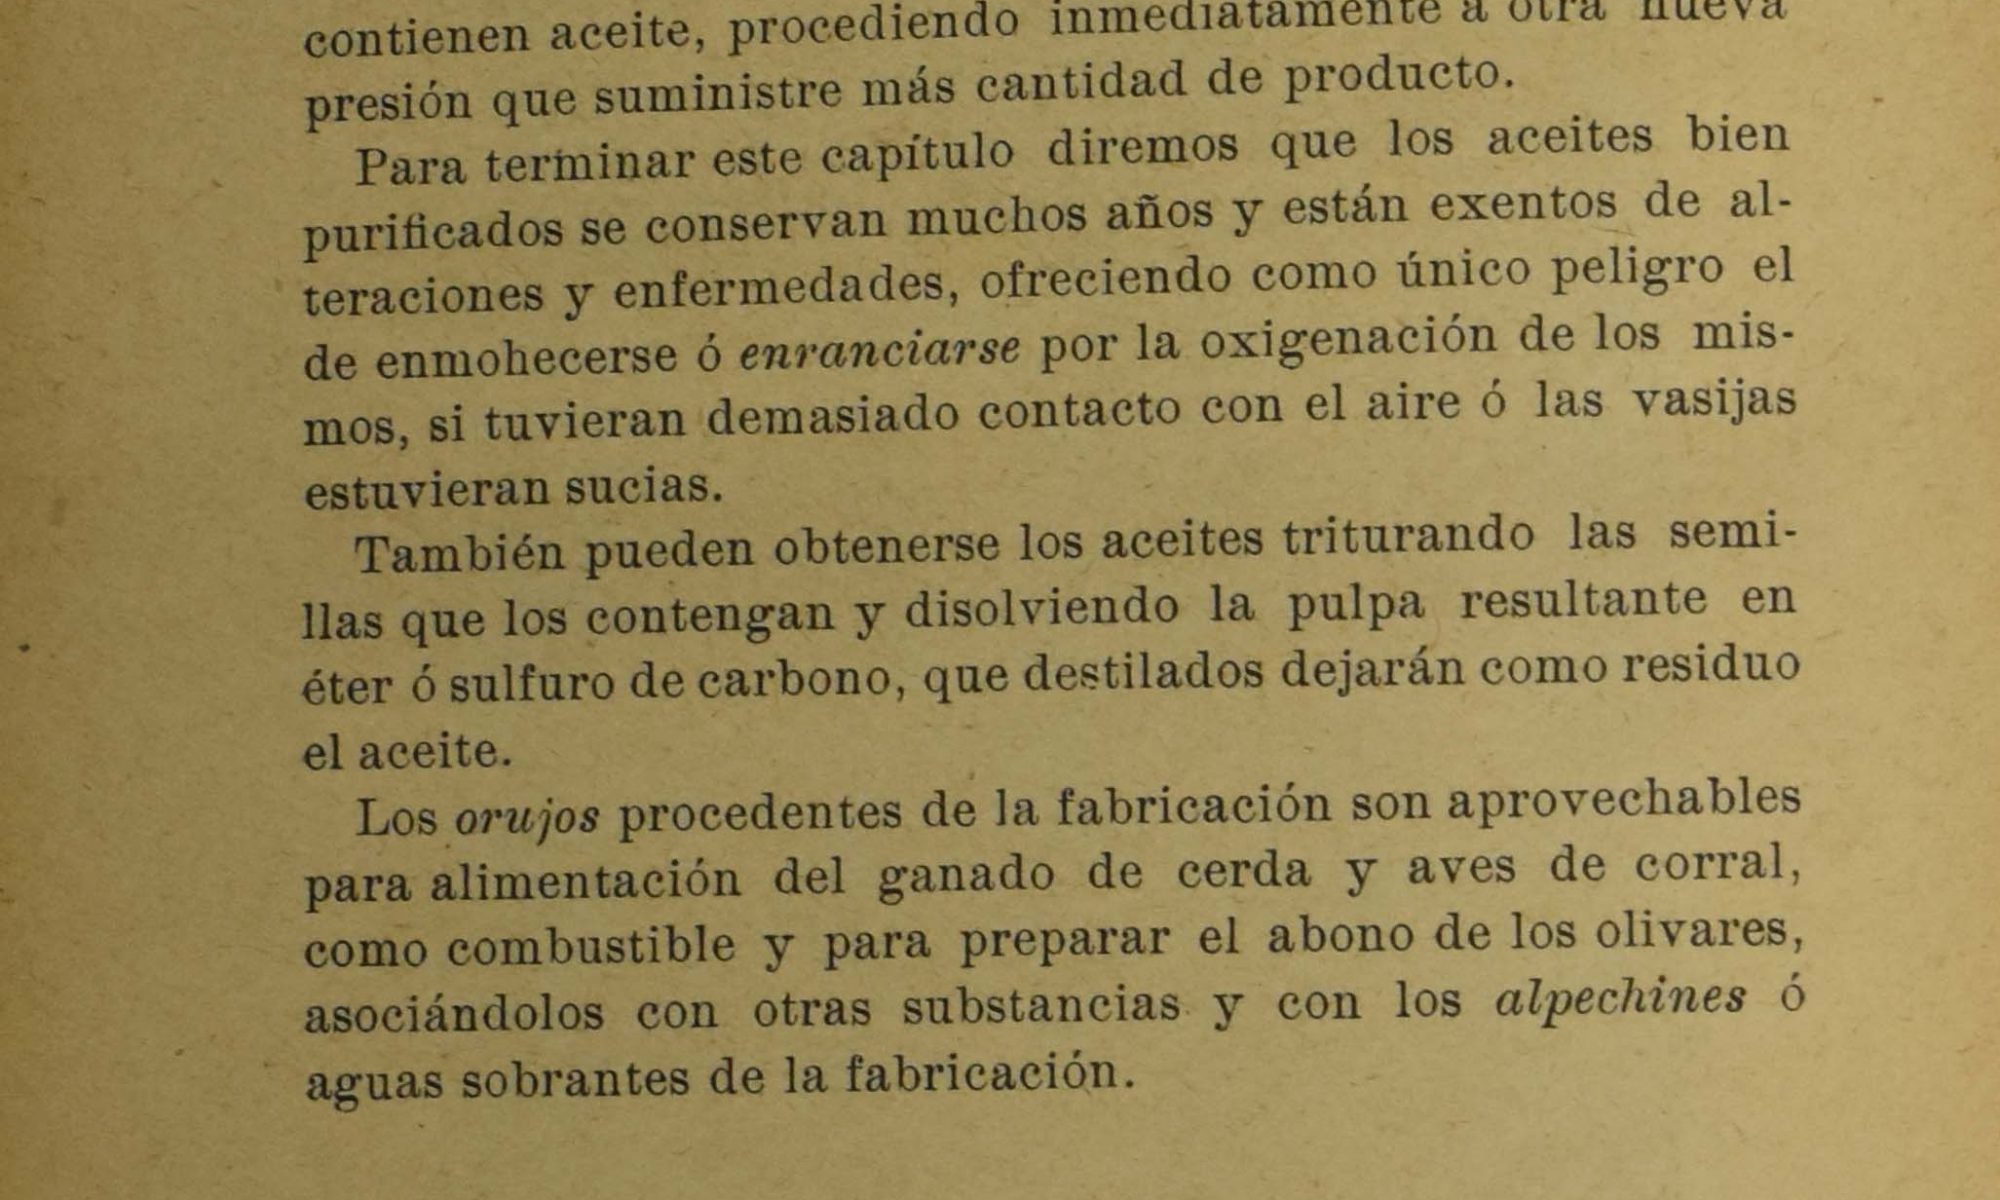 contienen aceite, procediendo inmediatamente a otra nueva
presión que suministre más cantidad de producto.
Para terminar este capítulo diremos que los aceites bien
purificados se conservan muchos años y están exentos de al-
teraciones y enfermedades, ofreciendo como único peligro el
de enmohecerse ó enranciarse por la oxigenación de los mis-
mos, si tuvieran demasiado contacto con el aire ó las vasijas
estuvieran sucias.
También pueden obtenerse los aceites triturando las semi-
llas que los contengan y disolviendo la pulpa resultante en
éter ó sulfuro de carbono, que destilados dejarán como residuo
el aceite.
Los orujos procedentes de la fabricación son aprovechables
para alimentación del ganado de cerda y aves de corral,
como combustible y para preparar el abono de los olivares,
asociándolos con otras substancias y con los alpechines ó
aguas sobrantes de la fabricación.